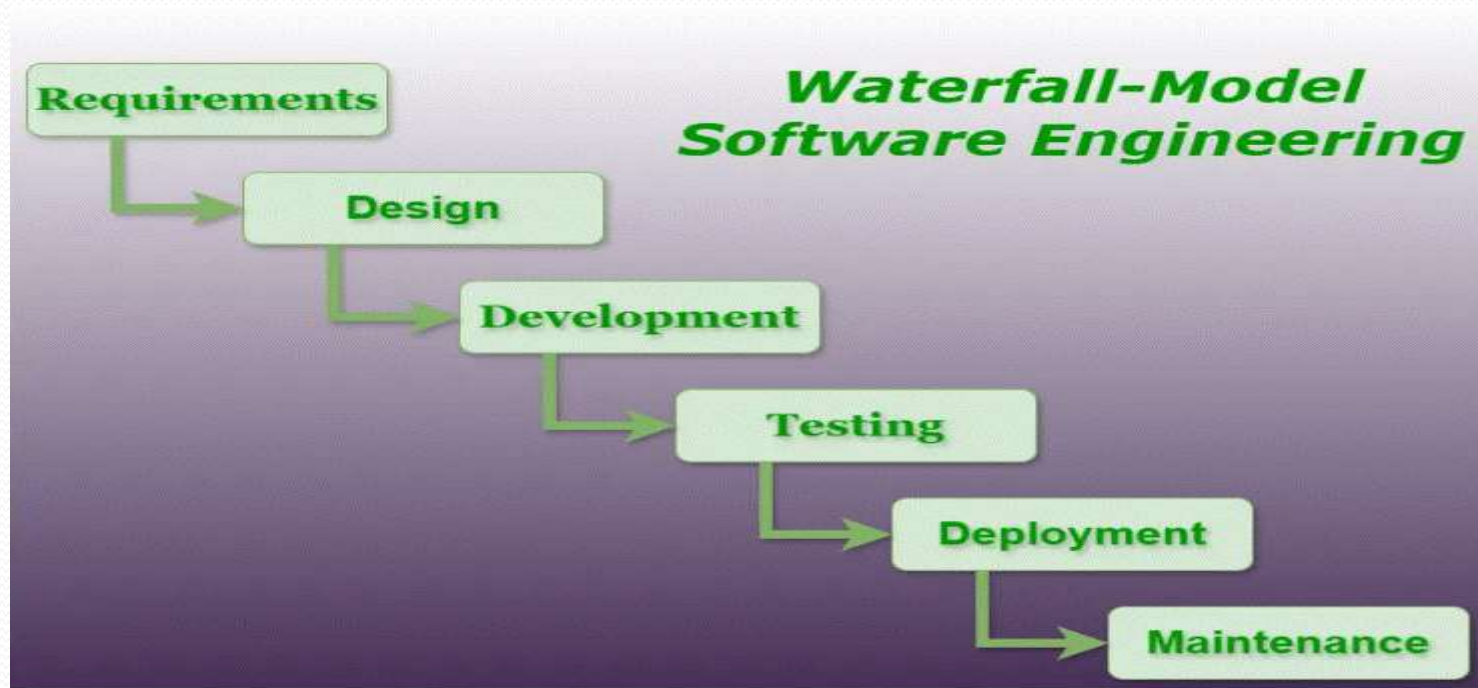 Waterfall-Model
Software Engineering
Requirements
Design
Development
Testing
Deployment
Maintenance